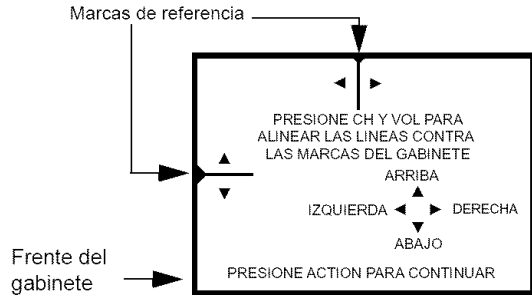 Marcas de referencia
PRESIONE CH Y VOL PARA
ALINEAR LAS LINEAS CONTRA
LAS MARCAS DEL GABINETE
ARRIBA
IZQUIERDA
DERECHA
ABAJO
Frente del
gabinete
PRESIONE ACTION PARA CONTINUAR